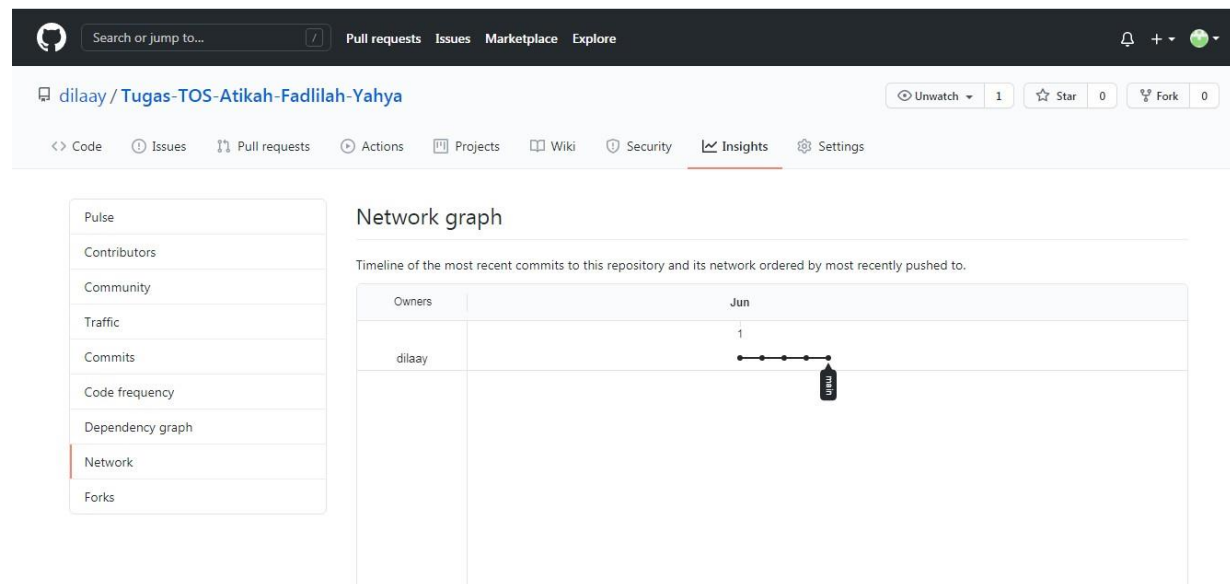 Search or jump to... /
Pull requests Issues Marketplace Explore
dilaay / Tugas-TOS-Atikah-Fadlilah-Yahya
Unwatch 1 Star 0 Fork 0
Code Issues Pull requests Actions Projects Wiki Security Insights Settings
Pulse
Contributors
Community
Traffic
Commits
Code frequency
Dependency graph
Network
Forks
Network graph
Timeline of the most recent commits to this repository and its network ordered by most recently pushed to.
Owners Jun
1
dilaay
main